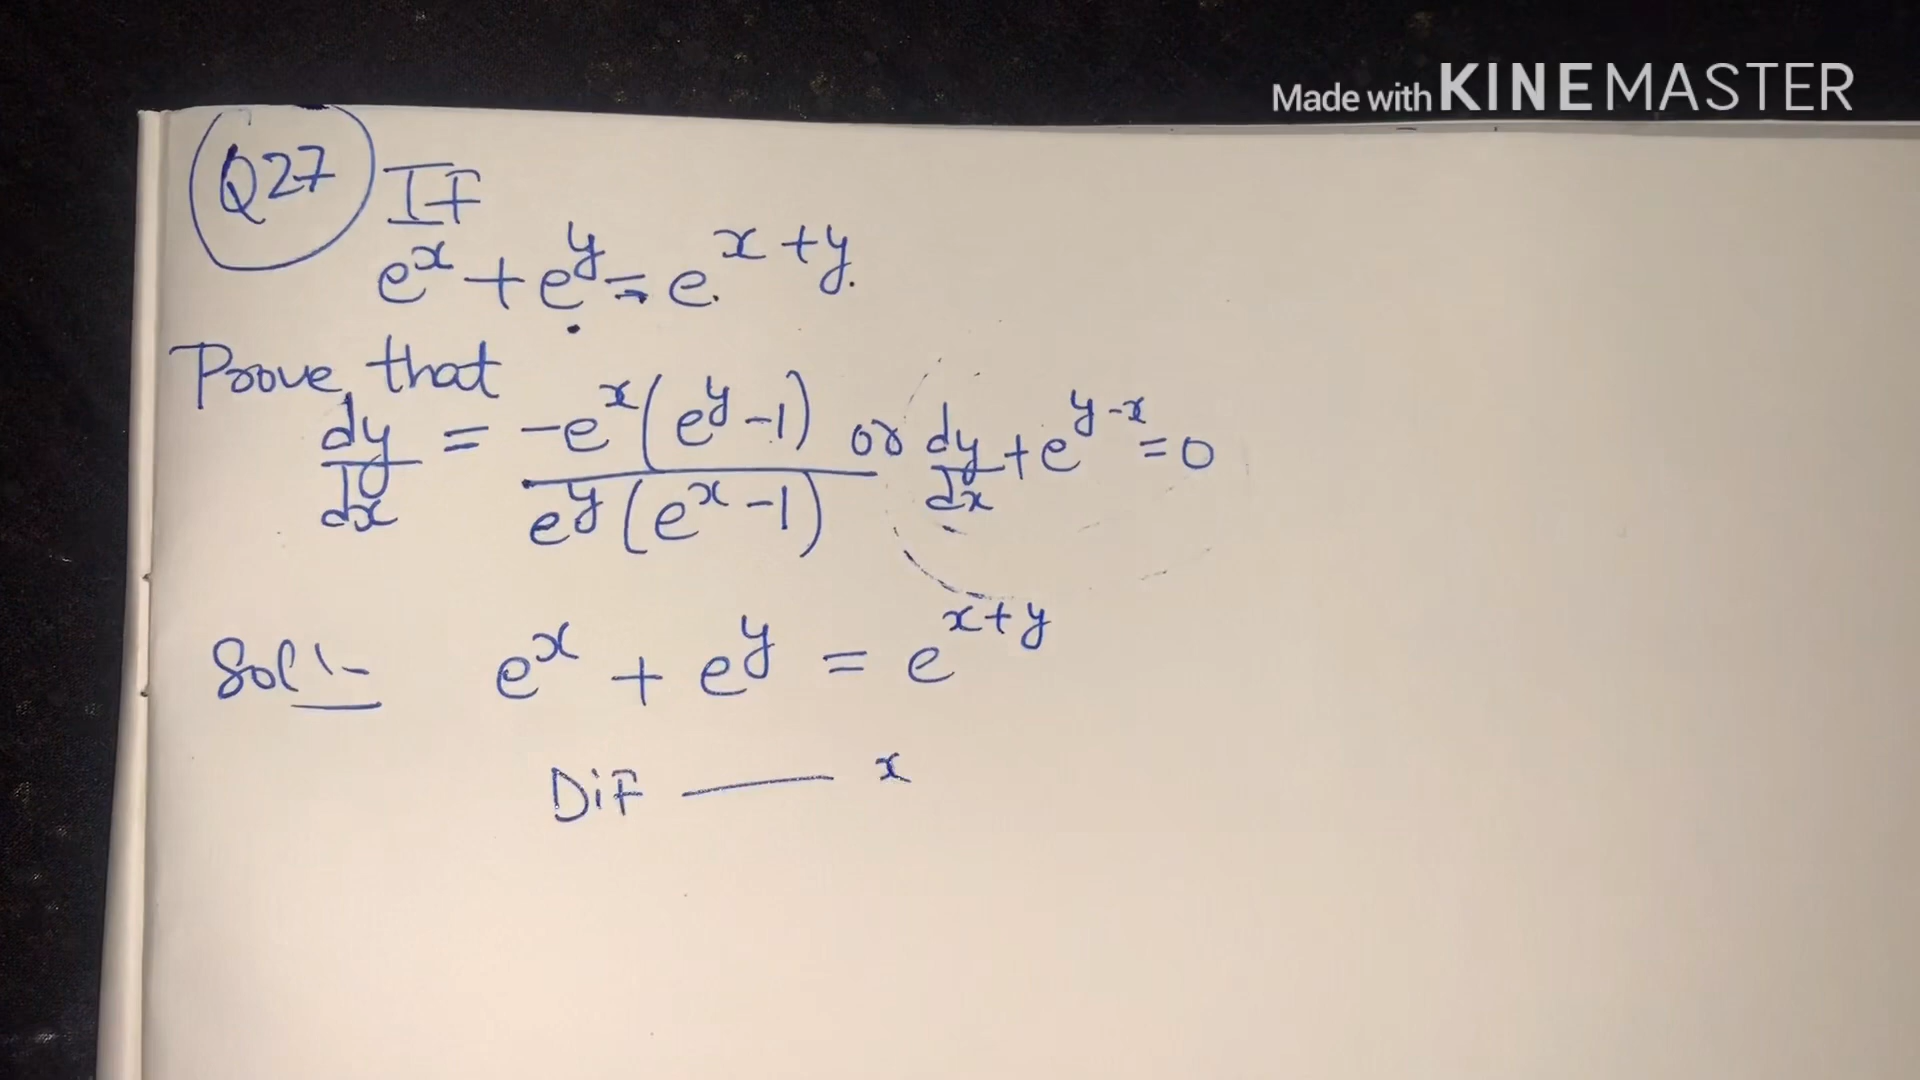 Made with KINEMASTER
Q27 IF
e^x + e^y = e^x+y.
Prove that
dy/dx = -e^x(e^y-1)/e^y(e^x-1) or dy/dx + e^y-x = 0
Sol:- e^x + e^y = e^x+y
DiF — x